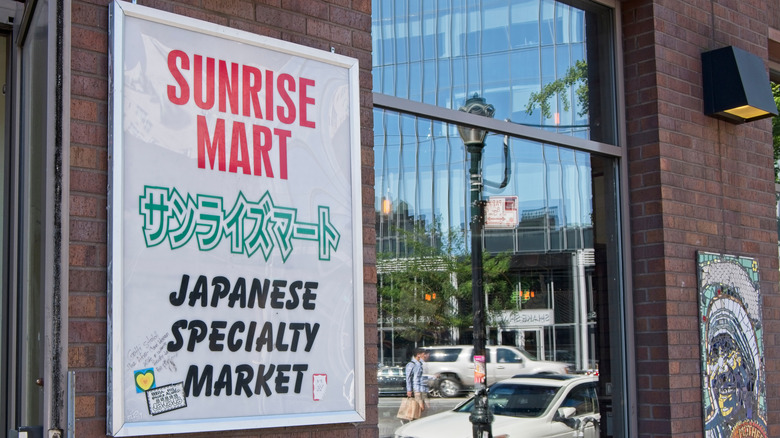 SUNRISE
MART
サンライズマート
JAPANESE
SPECIALTY
MARKET